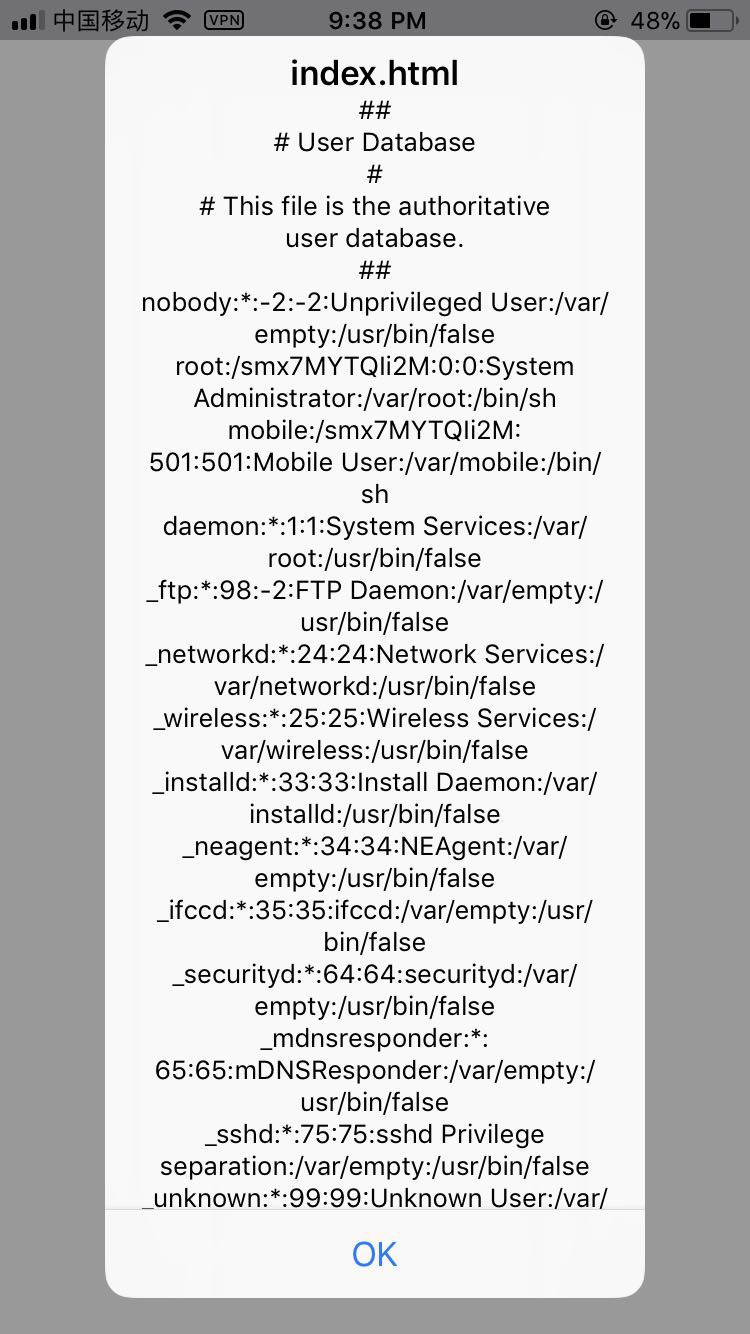 中国移动 VPN 9:38 PM 48%
index.html
##
# User Database
#
# This file is the authoritative
user database.
##
nobody:*:-2:-2:Unprivileged User:/var/
empty:/usr/bin/false
root:/smx7MYTQIi2M:0:0:System
Administrator:/var/root:/bin/sh
mobile:/smx7MYTQIi2M:
501:501:Mobile User:/var/mobile:/bin/
sh
daemon:*:1:1:System Services:/var/
root:/usr/bin/false
_ftp:*:98:-2:FTP Daemon:/var/empty:/
usr/bin/false
_networkd:*:24:24:Network Services:/
var/networkd:/usr/bin/false
_wireless:*:25:25:Wireless Services:/
var/wireless:/usr/bin/false
_installd:*:33:33:Install Daemon:/var/
installd:/usr/bin/false
_neagent:*:34:34:NEAgent:/var/
empty:/usr/bin/false
_ifccd:*:35:35:ifccd:/var/empty:/usr/
bin/false
_securityd:*:64:64:securityd:/var/
empty:/usr/bin/false
_mdnsresponder:*:
65:65:mDNSResponder:/var/empty:/
usr/bin/false
_sshd:*:75:75:sshd Privilege
separation:/var/empty:/usr/bin/false
_unknown:*:99:99:Unknown User:/var/
OK